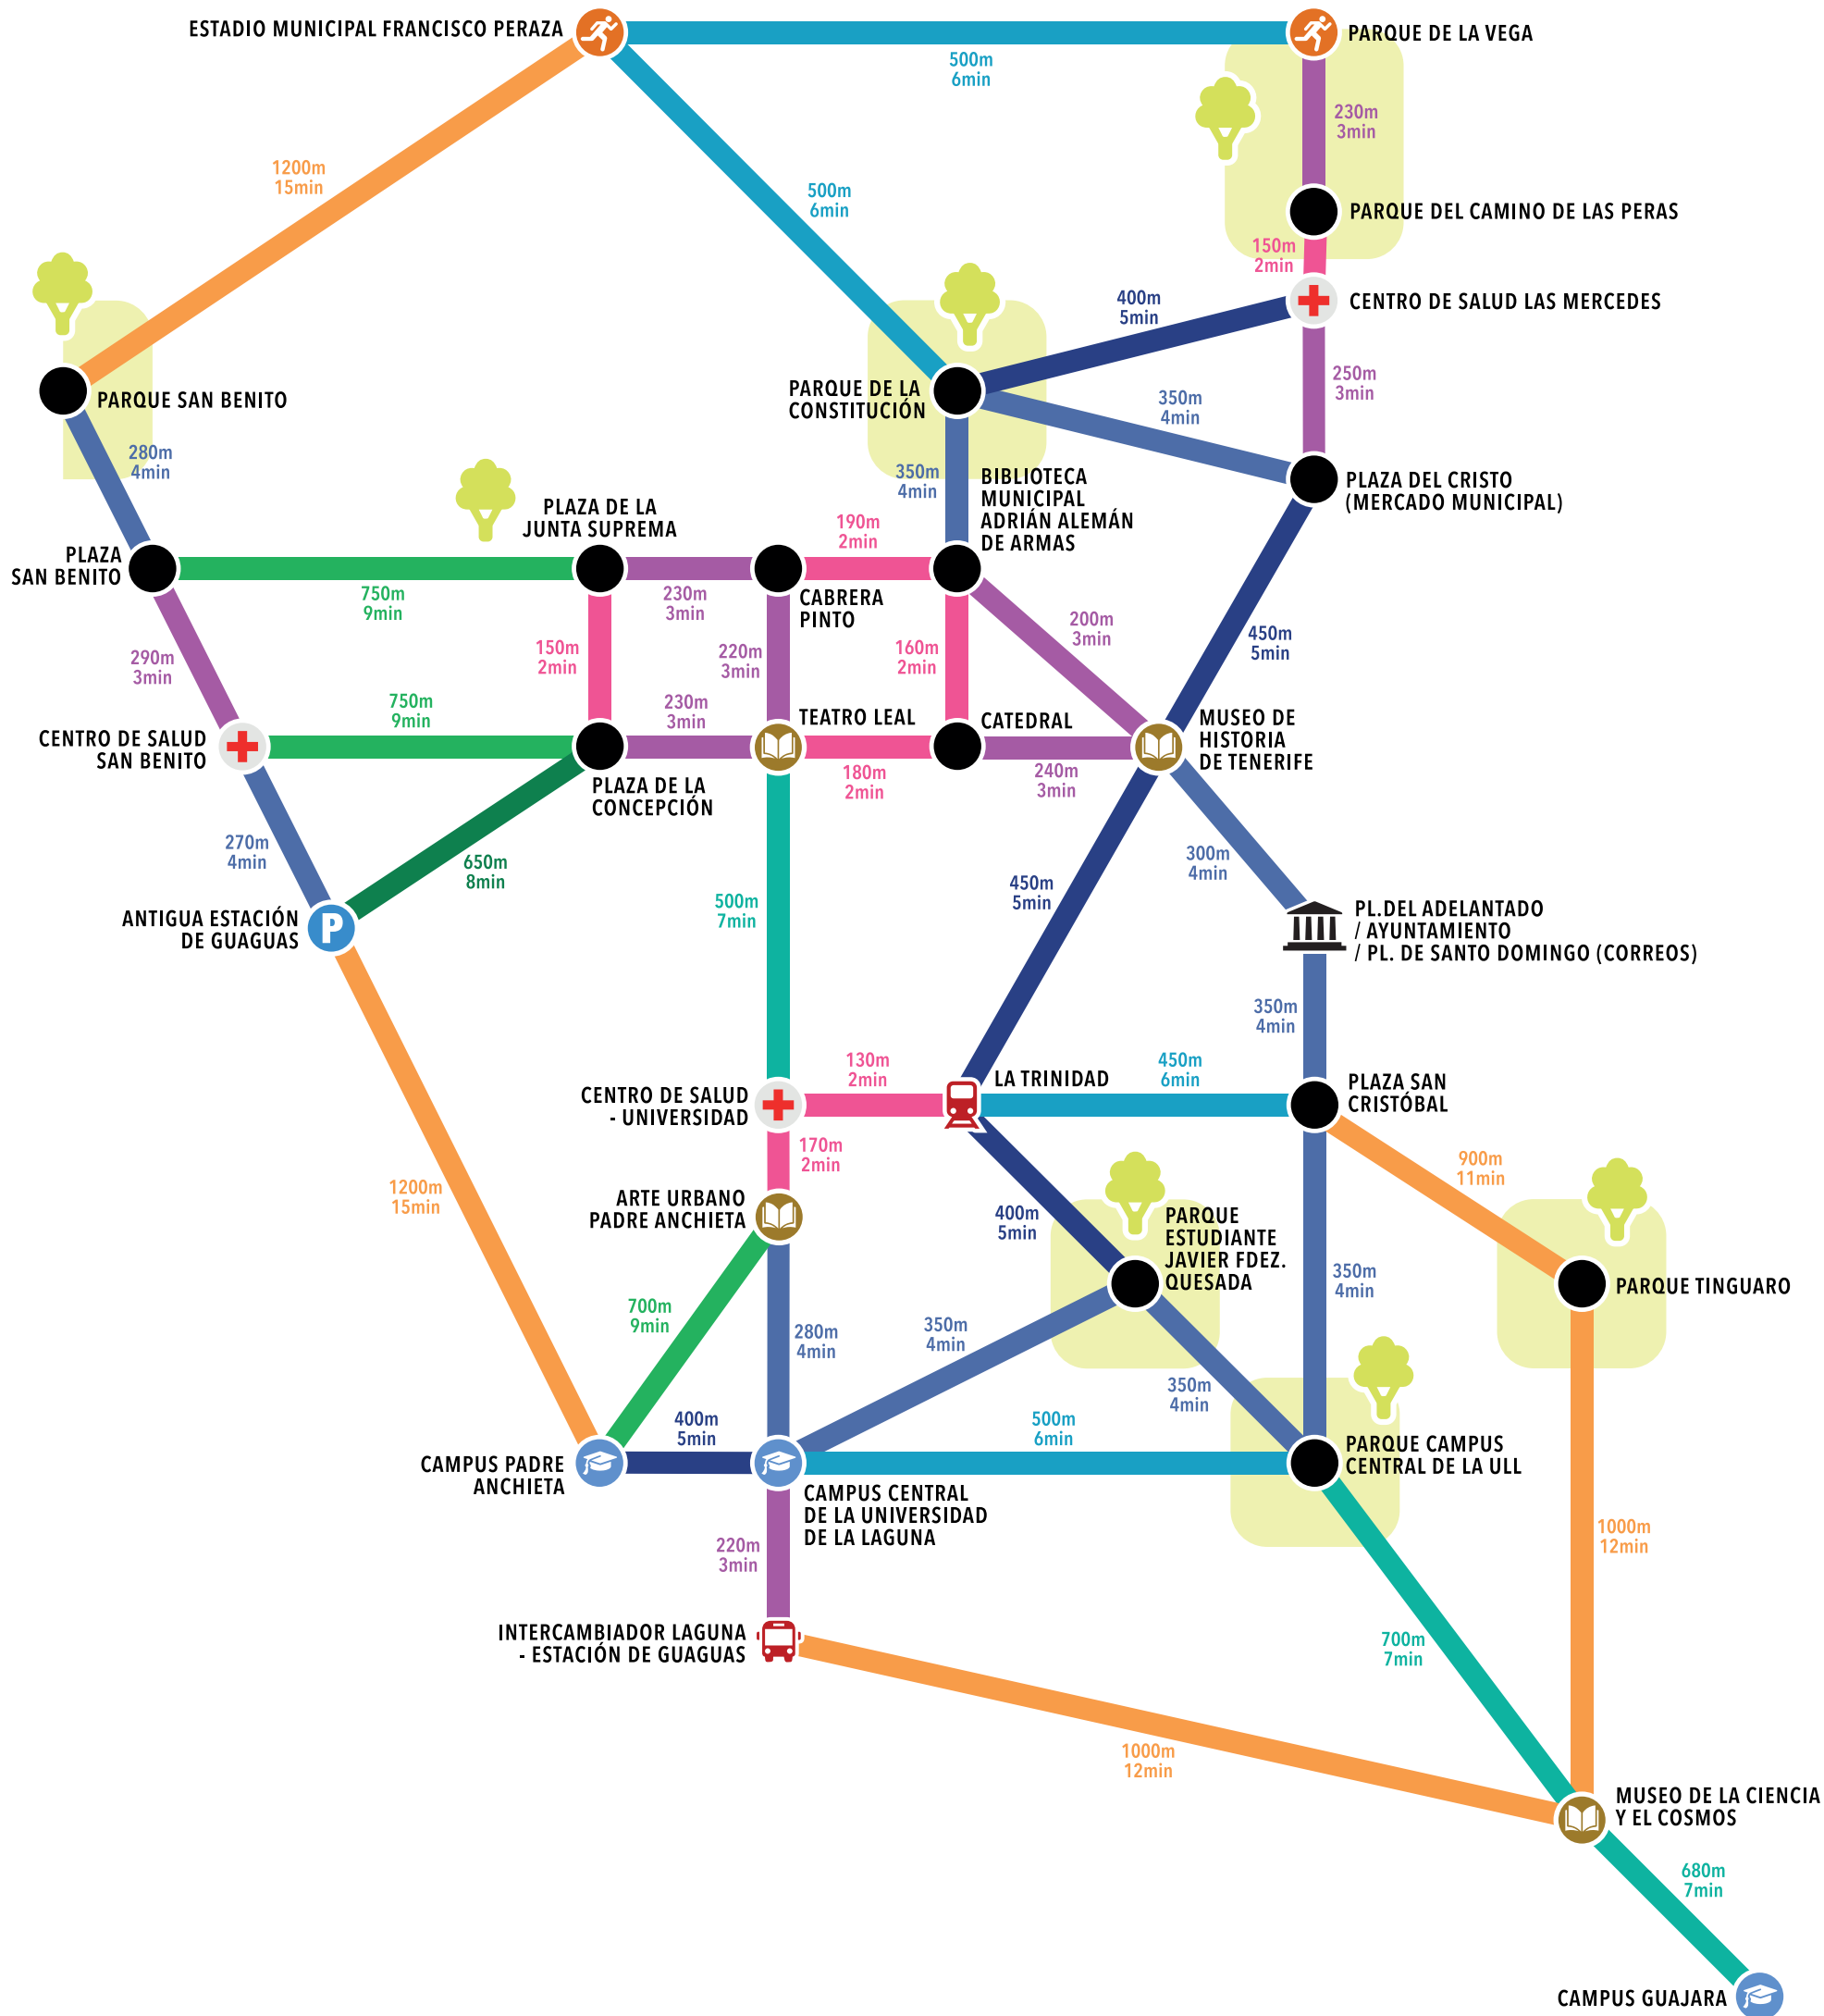 ESTADIO MUNICIPAL FRANCISCO PERAZA
PARQUE DE LA VEGA
500m
6min
230m
3min
1200m
15min
500m
6min
PARQUE DEL CAMINO DE LAS PERAS
150m
2min
CENTRO DE SALUD LAS MERCEDES
400m
5min
250m
3min
PARQUE SAN BENITO
PARQUE DE LA
CONSTITUCIÓN
350m
4min
280m
4min
350m
4min
BIBLIOTECA
MUNICIPAL
ADRIÁN ALEMÁN
DE ARMAS
PLAZA DEL CRISTO
(MERCADO MUNICIPAL)
PLAZA DE LA
JUNTA SUPREMA
190m
2min
PLAZA
SAN BENITO
750m
9min
230m
3min
CABRERA
PINTO
200m
3min
450m
5min
290m
3min
150m
2min
220m
3min
160m
2min
750m
9min
230m
3min
TEATRO LEAL
CATEDRAL
MUSEO DE
HISTORIA
DE TENERIFE
CENTRO DE SALUD
SAN BENITO
PLAZA DE LA
CONCEPCIÓN
180m
2min
240m
3min
270m
4min
650m
8min
300m
4min
450m
5min
500m
7min
ANTIGUA ESTACIÓN
DE GUAGUAS
P
PL.DEL ADELANTADO
/ AYUNTAMIENTO
/ PL. DE SANTO DOMINGO (CORREOS)
350m
4min
130m
2min
LA TRINIDAD
450m
6min
PLAZA SAN
CRISTÓBAL
CENTRO DE SALUD
- UNIVERSIDAD
170m
2min
900m
11min
1200m
15min
ARTE URBANO
PADRE ANCHIETA
400m
5min
PARQUE
ESTUDIANTE
JAVIER FDEZ.
QUESADA
350m
4min
PARQUE TINGUARO
700m
9min
280m
4min
350m
4min
350m
4min
400m
5min
500m
6min
PARQUE CAMPUS
CENTRAL DE LA ULL
CAMPUS PADRE
ANCHIETA
CAMPUS CENTRAL
DE LA UNIVERSIDAD
DE LA LAGUNA
1000m
12min
220m
3min
INTERCAMBIADOR LAGUNA
- ESTACIÓN DE GUAGUAS
700m
7min
1000m
12min
MUSEO DE LA CIENCIA
Y EL COSMOS
680m
7min
CAMPUS GUAJARA